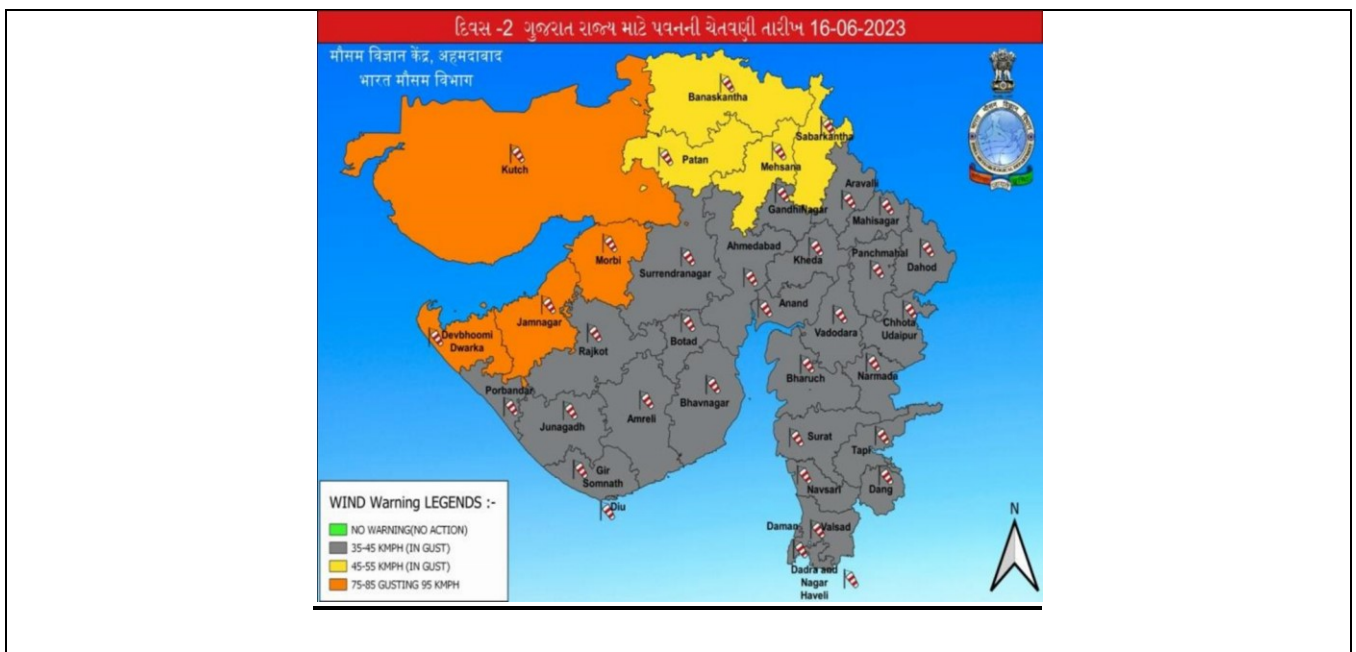 દિવસ -2 ગુજરાત રાજ્ય માટે પવનની ચેતવણી તારીખ 16-06-2023
मौसम विज्ञान केंद्र, अहमदाबाद
भारत मौसम विभाग
Banaskantha
Sabarkantha
Patan
Mehsana
Kutch
Aravalli
GandhiNagar
Mahisagar
Morbi
Ahmedabad
Kheda
Panchmahal
Dahod
Surrendranagar
Anand
Jamnagar
Devbhoomi
Dwarka
Rajkot
Botad
Vadodara
Chhota
Udaipur
Bharuch
Narmada
Porbandar
Junagadh
Amreli
Bhavnagar
Surat
Tapi
Gir
Somnath
Navsari
Dang
Diu
Daman
Valsad
Dadra and
Nagar
Haveli
WIND Warning LEGENDS :-
NO WARNING(NO ACTION)
35-45 KMPH (IN GUST)
45-55 KMPH (IN GUST)
75-85 GUSTING 95 KMPH
N